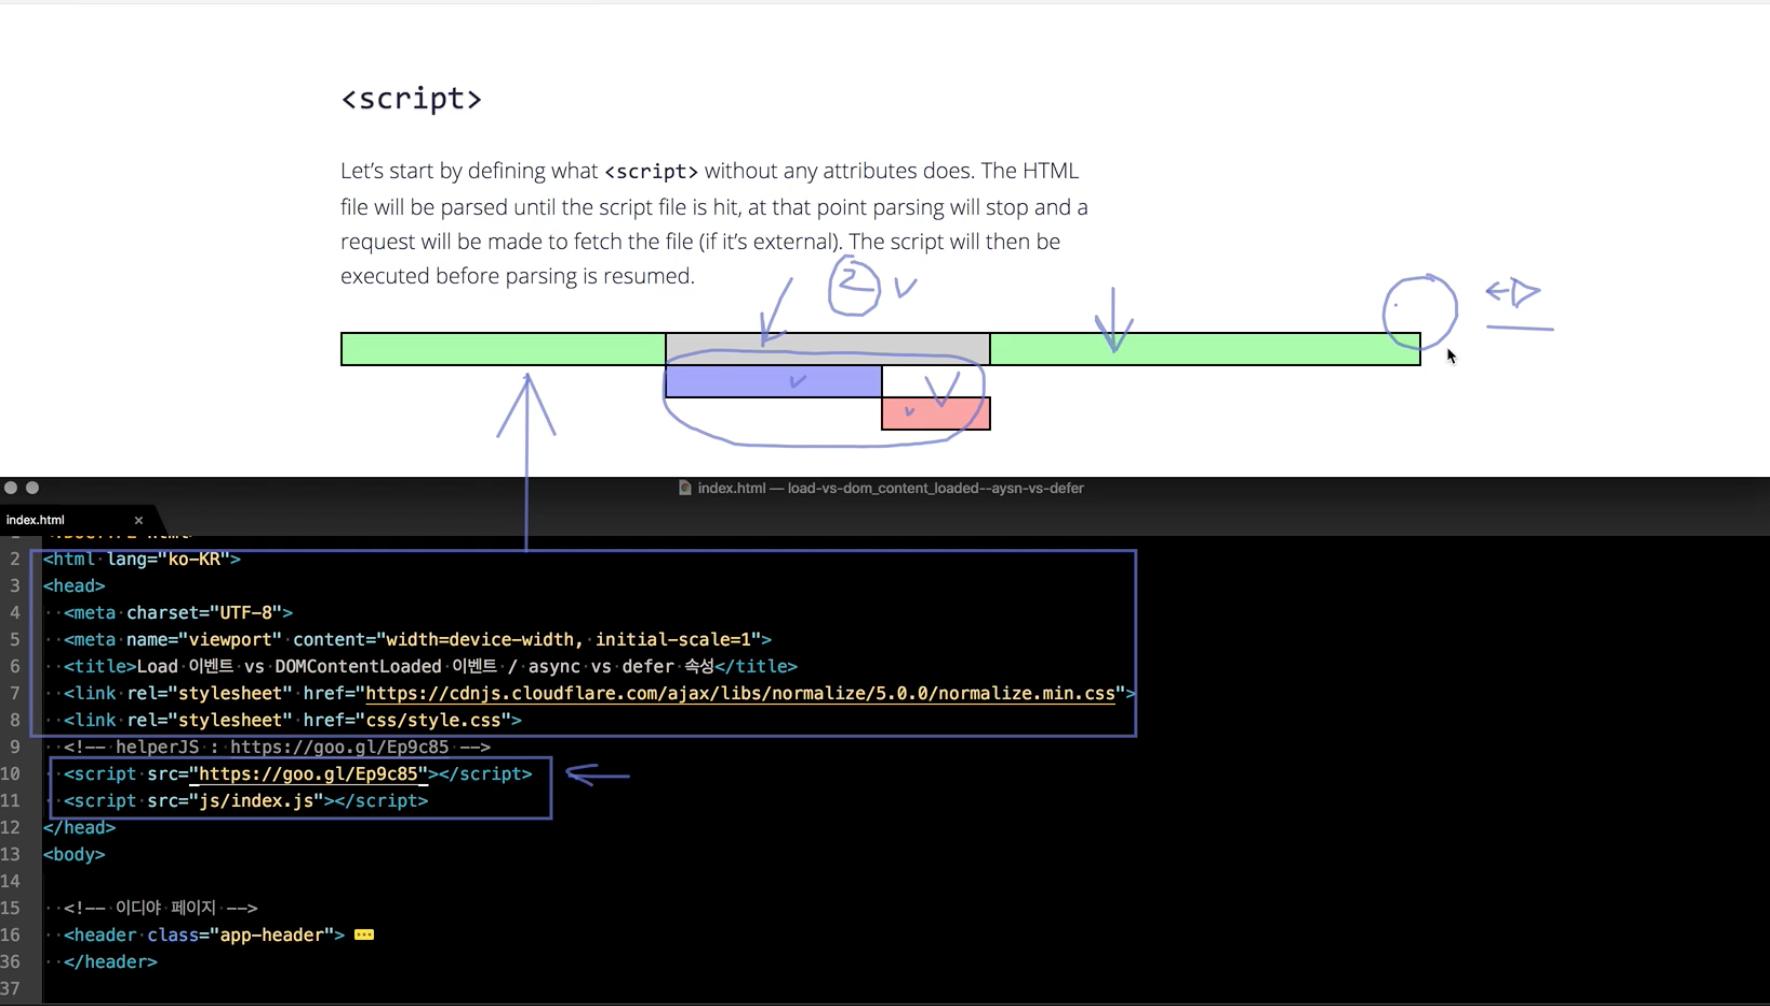 <script>
Let's start by defining what <script> without any attributes does. The HTML
file will be parsed until the script file is hit, at that point parsing will stop and a
request will be made to fetch the file (if it's external). The script will then be
executed before parsing is resumed.
2 v
index.html — load-vs-dom_content_loaded--aysn-vs-defer
index.html ×
2 <html lang="ko-KR">
3 <head>
4 <meta charset="UTF-8">
5 <meta name="viewport" content="width=device-width, initial-scale=1">
6 <title>Load 이벤트 vs DOMContentLoaded 이벤트 / async vs defer 속성</title>
7 <link rel="stylesheet" href="https://cdnjs.cloudflare.com/ajax/libs/normalize/5.0.0/normalize.min.css">
8 <link rel="stylesheet" href="css/style.css">
9 <!-- helperJS : https://goo.gl/Ep9c85 -->
10 <script src="https://goo.gl/Ep9c85"></script>
11 <script src="js/index.js"></script>
12 </head>
13 <body>
14
15 <!-- 이디야 페이지 -->
16 <header class="app-header">
36 </header>
37